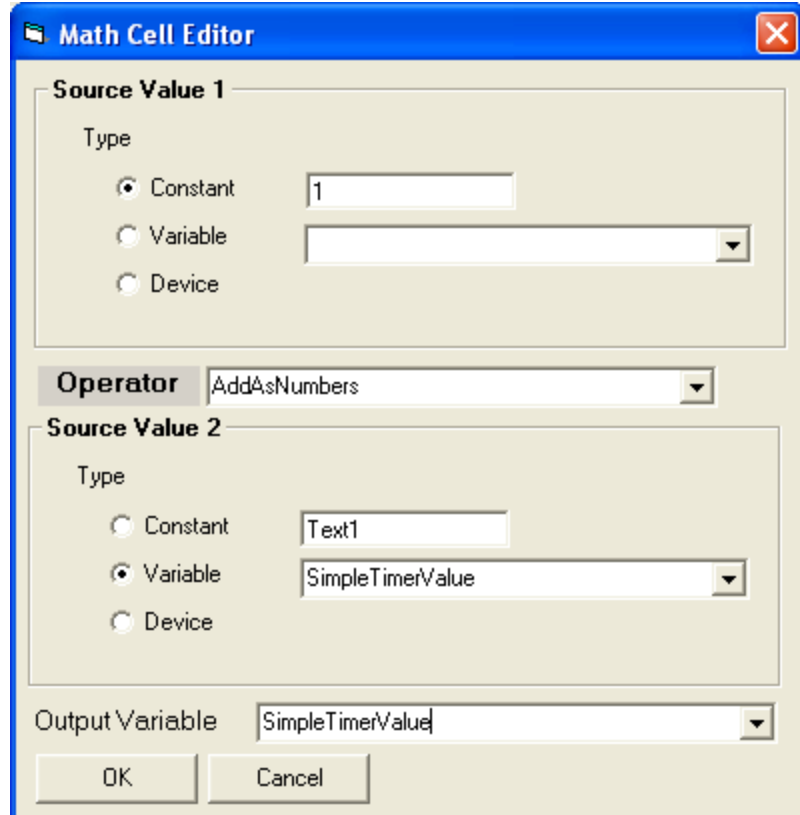 Math Cell Editor
Source Value 1
Type
Constant 1
Variable
Device
Operator AddAsNumbers
Source Value 2
Type
Constant Text1
Variable SimpleTimerValue
Device
Output Variable SimpleTimerValue
OK Cancel